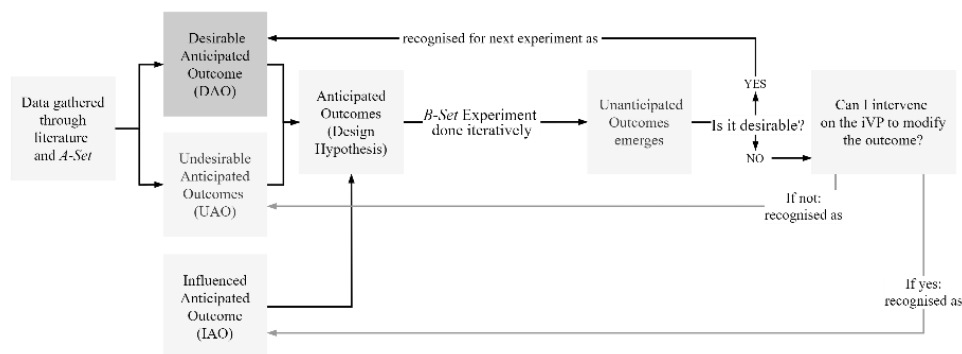 Data gathered
through
literature
and A-Set
Desirable
Anticipated
Outcome
(DAO)
Undesirable
Anticipated
Outcomes
(UAO)
Influenced
Anticipated
Outcome
(IAO)
Anticipated
Outcomes
(Design
Hypothesis)
recognised for next experiment as
B-Set Experiment
done iteratively
Unanticipated
Outcomes
emerges
YES
Is it desirable?
NO
Can I intervene
on the iVP to modify
the outcome?
If not:
recognised as
If yes:
recognised as